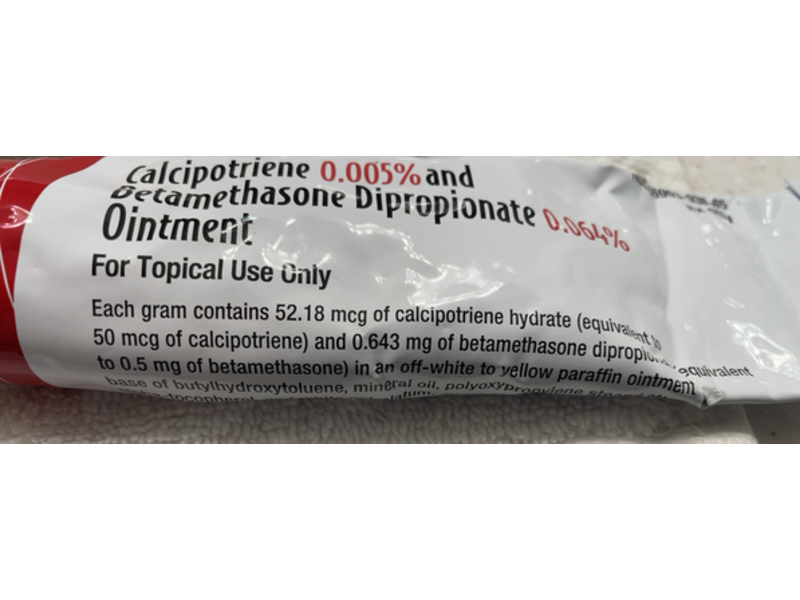 Calcipotriene 0.005% and
Betamethasone Dipropionate 0.064%
Ointment
For Topical Use Only
Each gram contains 52.18 mcg of calcipotriene hydrate (equivalent to
50 mcg of calcipotriene) and 0.643 mg of betamethasone dipropio equivalent
to 0.5 mg of betamethasone) in an off-white to yellow paraffin ointment
base of butylhydroxytoluene, mineral oil, polyoxypropylene